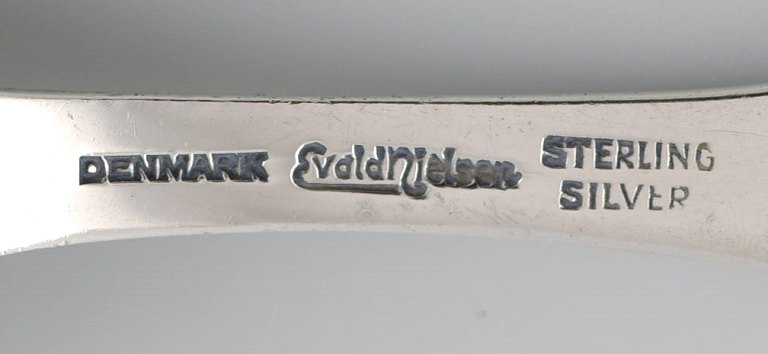 DENMARK EvaldNielsen STERLING
SILVER